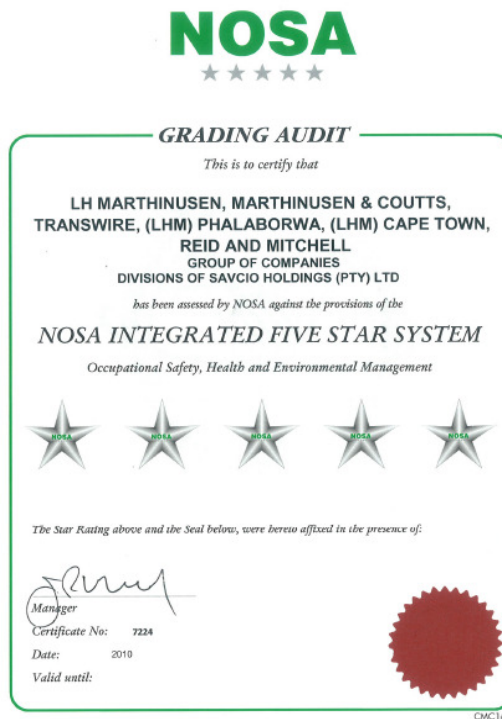 NOSA
GRADING AUDIT
This is to certify that
LH MARTHINUSEN, MARTHINUSEN & COUTTS,
TRANSWIRE, (LHM) PHALABORWA, (LHM) CAPE TOWN,
REID AND MITCHELL
GROUP OF COMPANIES
DIVISIONS OF SAVCIO HOLDINGS (PTY) LTD
has been assessed by NOSA against the provisions of the
NOSA INTEGRATED FIVE STAR SYSTEM
Occupational Safety, Health and Environmental Management
NOSA NOSA NOSA NOSA NOSA
The Star Rating above and the Seal below, were hereto affixed in the presence of:
Manager
Certificate No: 7224
Date: 2010
Valid until: